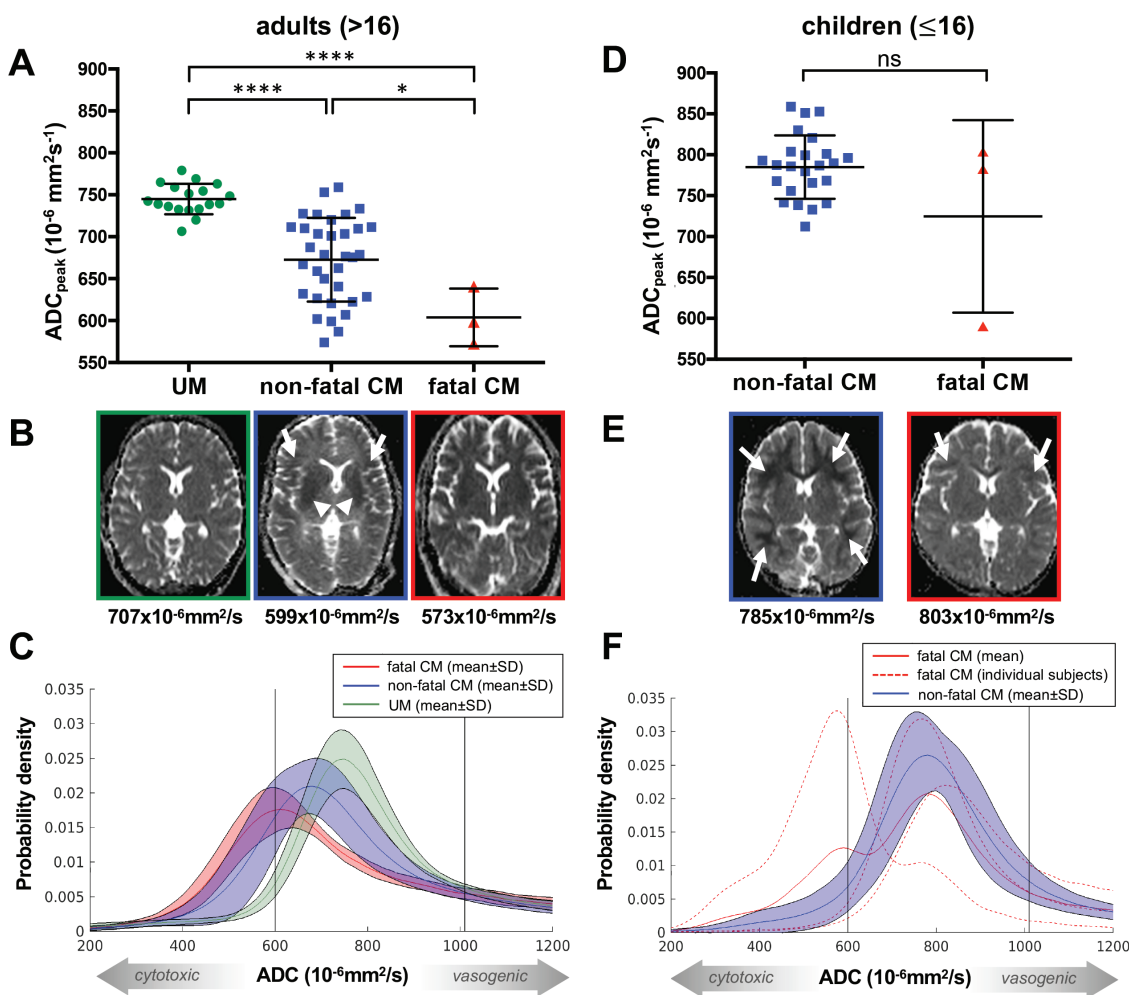 adults (>16)
A
****
****
*
900
850
800
750
700
650
600
550
ADCpeak (10-6 mm2s-1)
UM
non-fatal CM
fatal CM
B
707x10-6mm2/s
599x10-6mm2/s
573x10-6mm2/s
C
fatal CM (mean±SD)
non-fatal CM (mean±SD)
UM (mean±SD)
0.035
0.03
0.025
0.02
0.015
0.01
0.005
0
Probability density
200
400
600
800
1000
1200
cytotoxic
ADC (10-6mm2/s)
vasogenic
children (≤16)
D
ns
900
850
800
750
700
650
600
550
ADCpeak (10-6 mm2s-1)
non-fatal CM
fatal CM
E
785x10-6mm2/s
803x10-6mm2/s
F
fatal CM (mean)
fatal CM (individual subjects)
non-fatal CM (mean±SD)
0.035
0.03
0.025
0.02
0.015
0.01
0.005
0
Probability density
200
400
600
800
1000
1200
cytotoxic
ADC (10-6mm2/s)
vasogenic